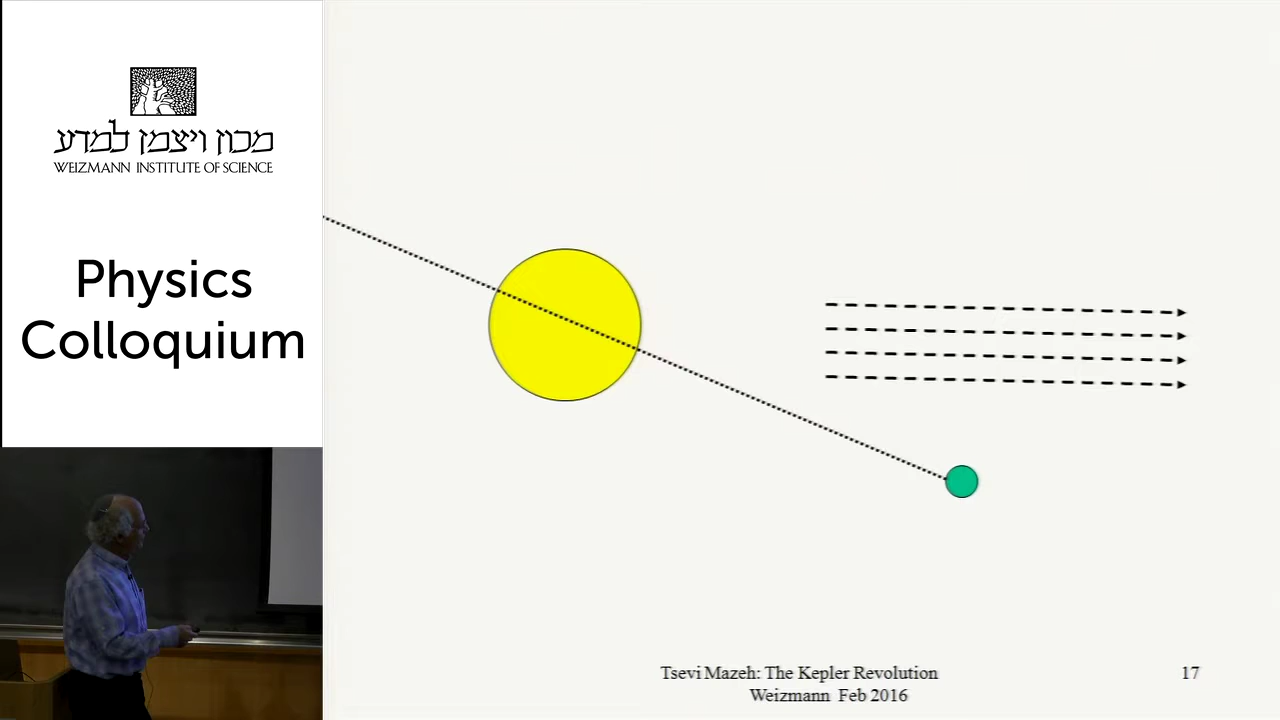 מכון ויצמן למדע
WEIZMANN INSTITUTE OF SCIENCE
Physics
Colloquium
Tsevi Mazeh: The Kepler Revolution
Weizmann Feb 2016
17